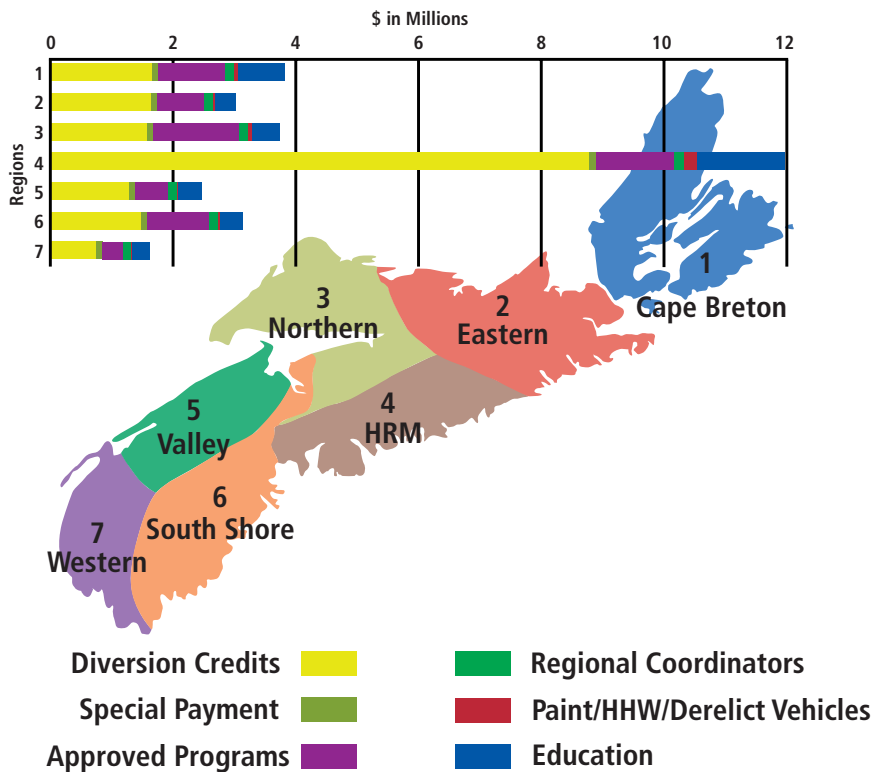 $ in Millions
0 2 4 6 8 10 12
Regions
1
2
3
4
5
6
7
1
Cape Breton
2
Eastern
3
Northern
4
HRM
5
Valley
6
South Shore
7
Western
Diversion Credits
Special Payment
Approved Programs
Regional Coordinators
Paint/HHW/Derelict Vehicles
Education